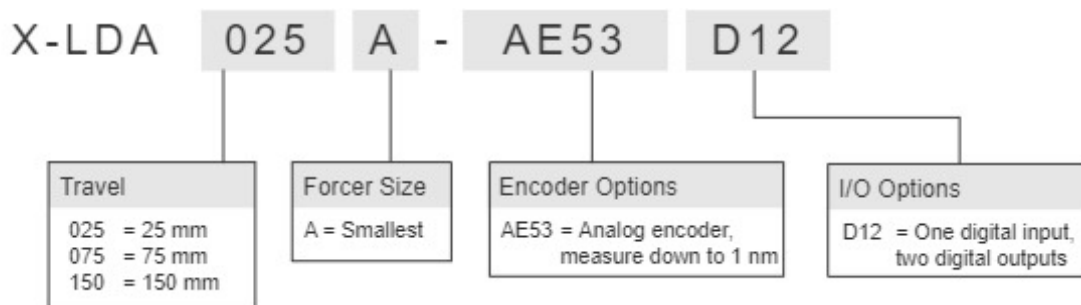 X-LDA 025 A - AE53 D12
Travel
025 = 25 mm
075 = 75 mm
150 = 150 mm
Forcer Size
A = Smallest
Encoder Options
AE53 = Analog encoder,
measure down to 1 nm
I/O Options
D12 = One digital input,
two digital outputs